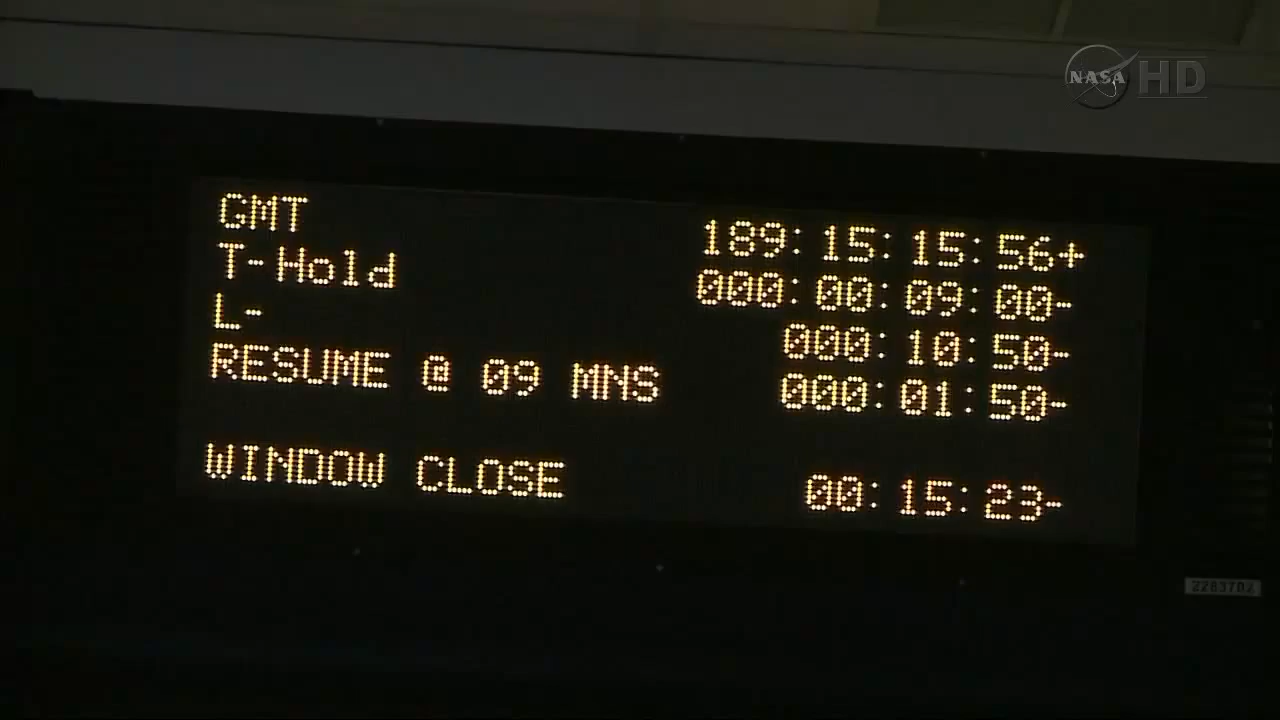 NASA HD
GMT 189:15:15:56+
T-Hold 000:00:09:00-
L- 000:10:50-
RESUME @ 09 MNS 000:01:50-
WINDOW CLOSE 00:15:23-